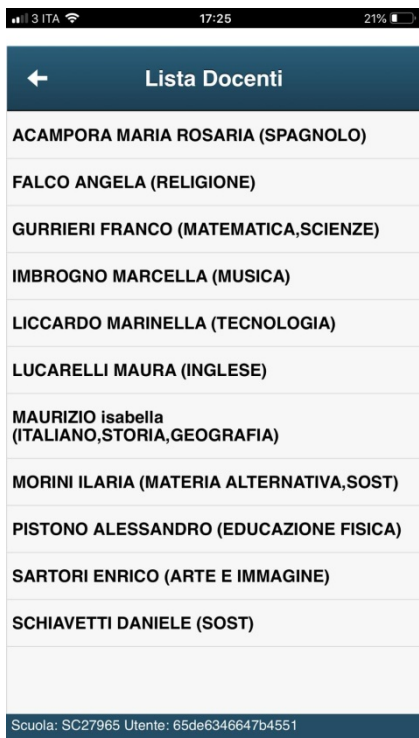 3 ITA 17:25 21%
Lista Docenti
ACAMPORA MARIA ROSARIA (SPAGNOLO)
FALCO ANGELA (RELIGIONE)
GURRIERI FRANCO (MATEMATICA,SCIENZE)
IMBROGNO MARCELLA (MUSICA)
LICCARDO MARINELLA (TECNOLOGIA)
LUCARELLI MAURA (INGLESE)
MAURIZIO isabella
(ITALIANO,STORIA,GEOGRAFIA)
MORINI ILARIA (MATERIA ALTERNATIVA,SOST)
PISTONO ALESSANDRO (EDUCAZIONE FISICA)
SARTORI ENRICO (ARTE E IMMAGINE)
SCHIAVETTI DANIELE (SOST)
Scuola: SC27965 Utente: 65de6346647b4551